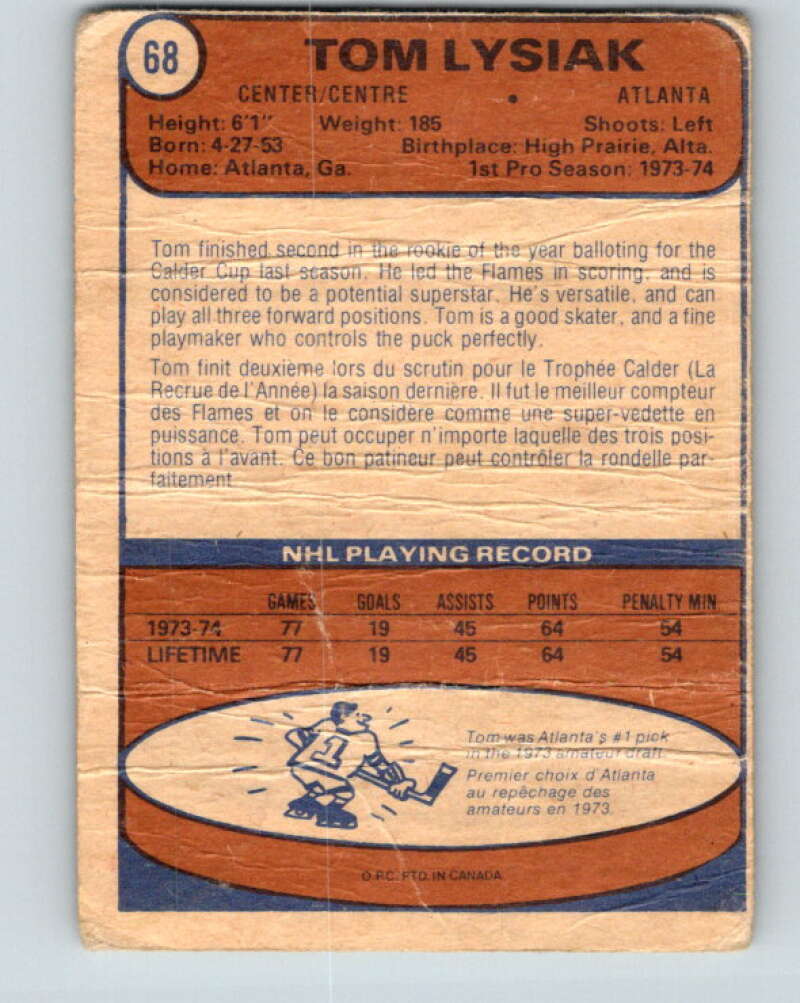 68
TOM LYSIAK
CENTER/CENTRE • ATLANTA
Height: 6'1" Weight: 185 Shoots: Left
Born: 4-27-53 Birthplace: High Prairie, Alta.
Home: Atlanta, Ga. 1st Pro Season: 1973-74
Tom finished second in the rookie of the year balloting for the
Calder Cup last season. He led the Flames in scoring, and is
considered to be a potential superstar. He's versatile, and can
play all three forward positions. Tom is a good skater, and a fine
playmaker who controls the puck perfectly.
Tom finit deuxième lors du scrutin pour le Trophée Calder (La
Recrue de l'Année) la saison dernière. Il fut le meilleur compteur
des Flames et on le considère comme une super-vedette en
puissance. Tom peut occuper n'importe laquelle des trois posi-
tions à l'avant. Ce bon patineur peut contrôler la rondelle par-
faitement
NHL PLAYING RECORD
GAMES GOALS ASSISTS POINTS PENALTY MIN
1973-74 77 19 45 64 54
LIFETIME 77 19 45 64 54
1
Tom was Atlanta's #1 pick
in the 1973 amateur draft.
Premier choix d'Atlanta
au repêchage des
amateurs en 1973.
O.P.C. PTD. IN CANADA